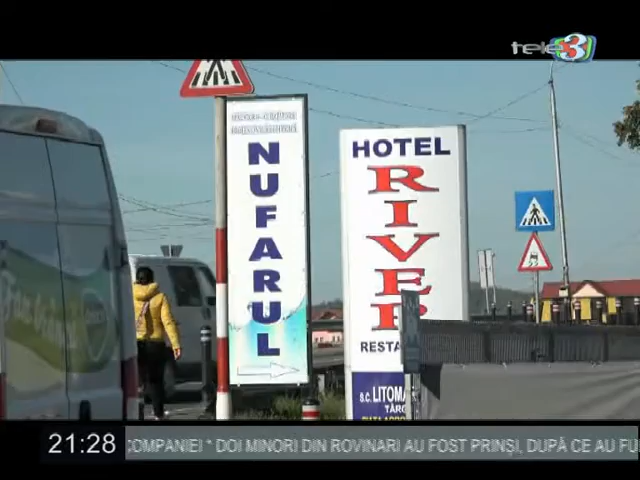 tele3
HOTEL
NUFARUL
RIVER
RESTA
S.C. LITOMA
TÂRG
21:28
COMPANIEI * DOI MINORI DIN ROVINARI AU FOST PRINȘI, DUPĂ CE AU FU